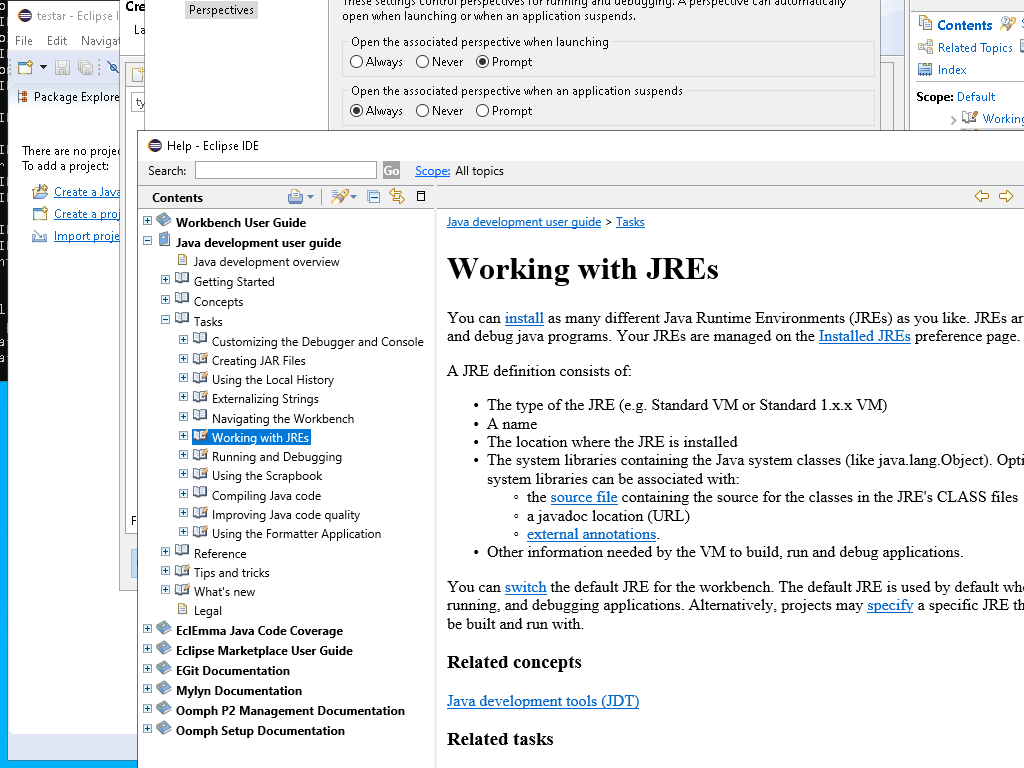 testar - Eclipse I
File Edit Navigat
Package Explore
There are no projec
To add a project:
Create a Java
Create a proj
Import proje
Cre
La
ty
F
Perspectives
These settings control perspectives for running and debugging. A perspective can automatically
open when launching or when an application suspends.
Open the associated perspective when launching
Always Never Prompt
Open the associated perspective when an application suspends
Always Never Prompt
Contents
Related Topics
Index
Scope: Default
Working
Help - Eclipse IDE
Search: Go Scope: All topics
Contents
Workbench User Guide
Java development user guide
Java development overview
Getting Started
Concepts
Tasks
Customizing the Debugger and Console
Creating JAR Files
Using the Local History
Externalizing Strings
Navigating the Workbench
Working with JREs
Running and Debugging
Using the Scrapbook
Compiling Java code
Improving Java code quality
Using the Formatter Application
Reference
Tips and tricks
What's new
Legal
EclEmma Java Code Coverage
Eclipse Marketplace User Guide
EGit Documentation
Mylyn Documentation
Oomph P2 Management Documentation
Oomph Setup Documentation
Java development user guide > Tasks
Working with JREs
You can install as many different Java Runtime Environments (JREs) as you like. JREs ar
and debug java programs. Your JREs are managed on the Installed JREs preference page.
A JRE definition consists of:
• The type of the JRE (e.g. Standard VM or Standard 1.x.x VM)
• A name
• The location where the JRE is installed
• The system libraries containing the Java system classes (like java.lang.Object). Opti
system libraries can be associated with:
◦ the source file containing the source for the classes in the JRE's CLASS files
◦ a javadoc location (URL)
◦ external annotations.
• Other information needed by the VM to build, run and debug applications.
You can switch the default JRE for the workbench. The default JRE is used by default whe
running, and debugging applications. Alternatively, projects may specify a specific JRE th
be built and run with.
Related concepts
Java development tools (JDT)
Related tasks